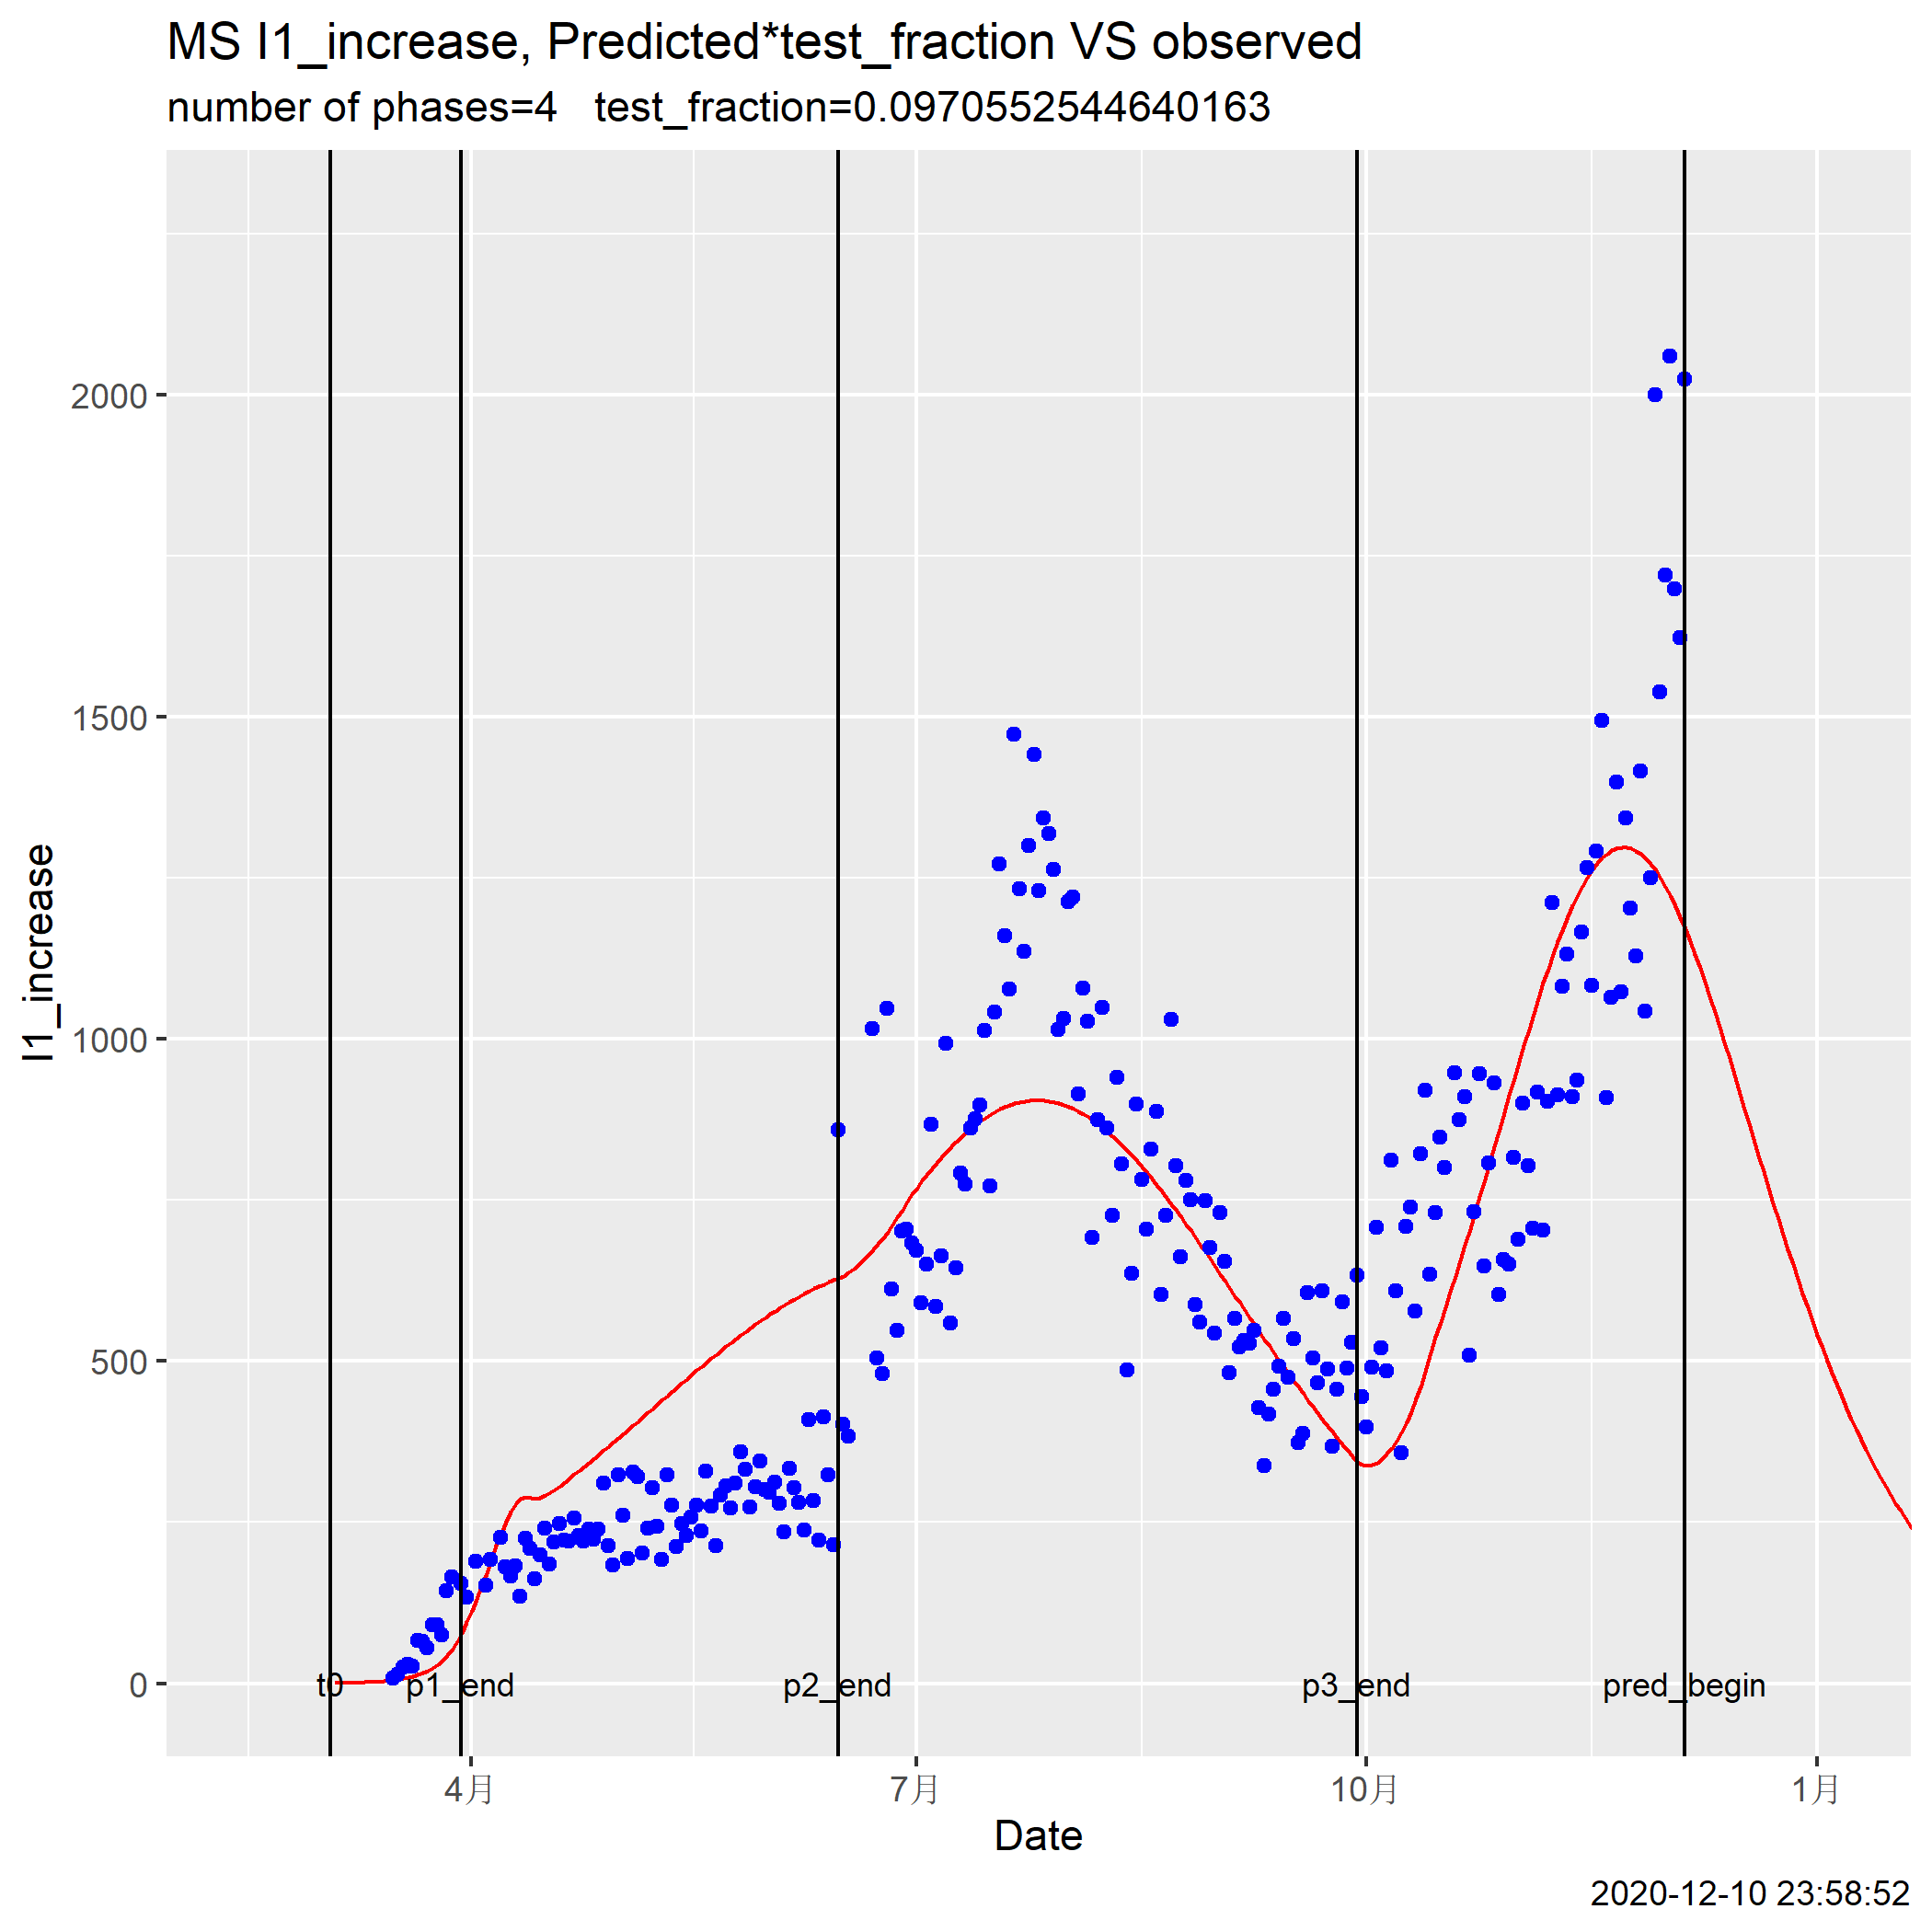 MS I1_increase, Predicted*test_fraction VS observed
number of phases=4 test_fraction=0.0970552544640163
I1_increase
2000
1500
1000
500
0
t0 p1_end p2_end p3_end pred_begin
4月 7月 10月 1月
Date
2020-12-10 23:58:52